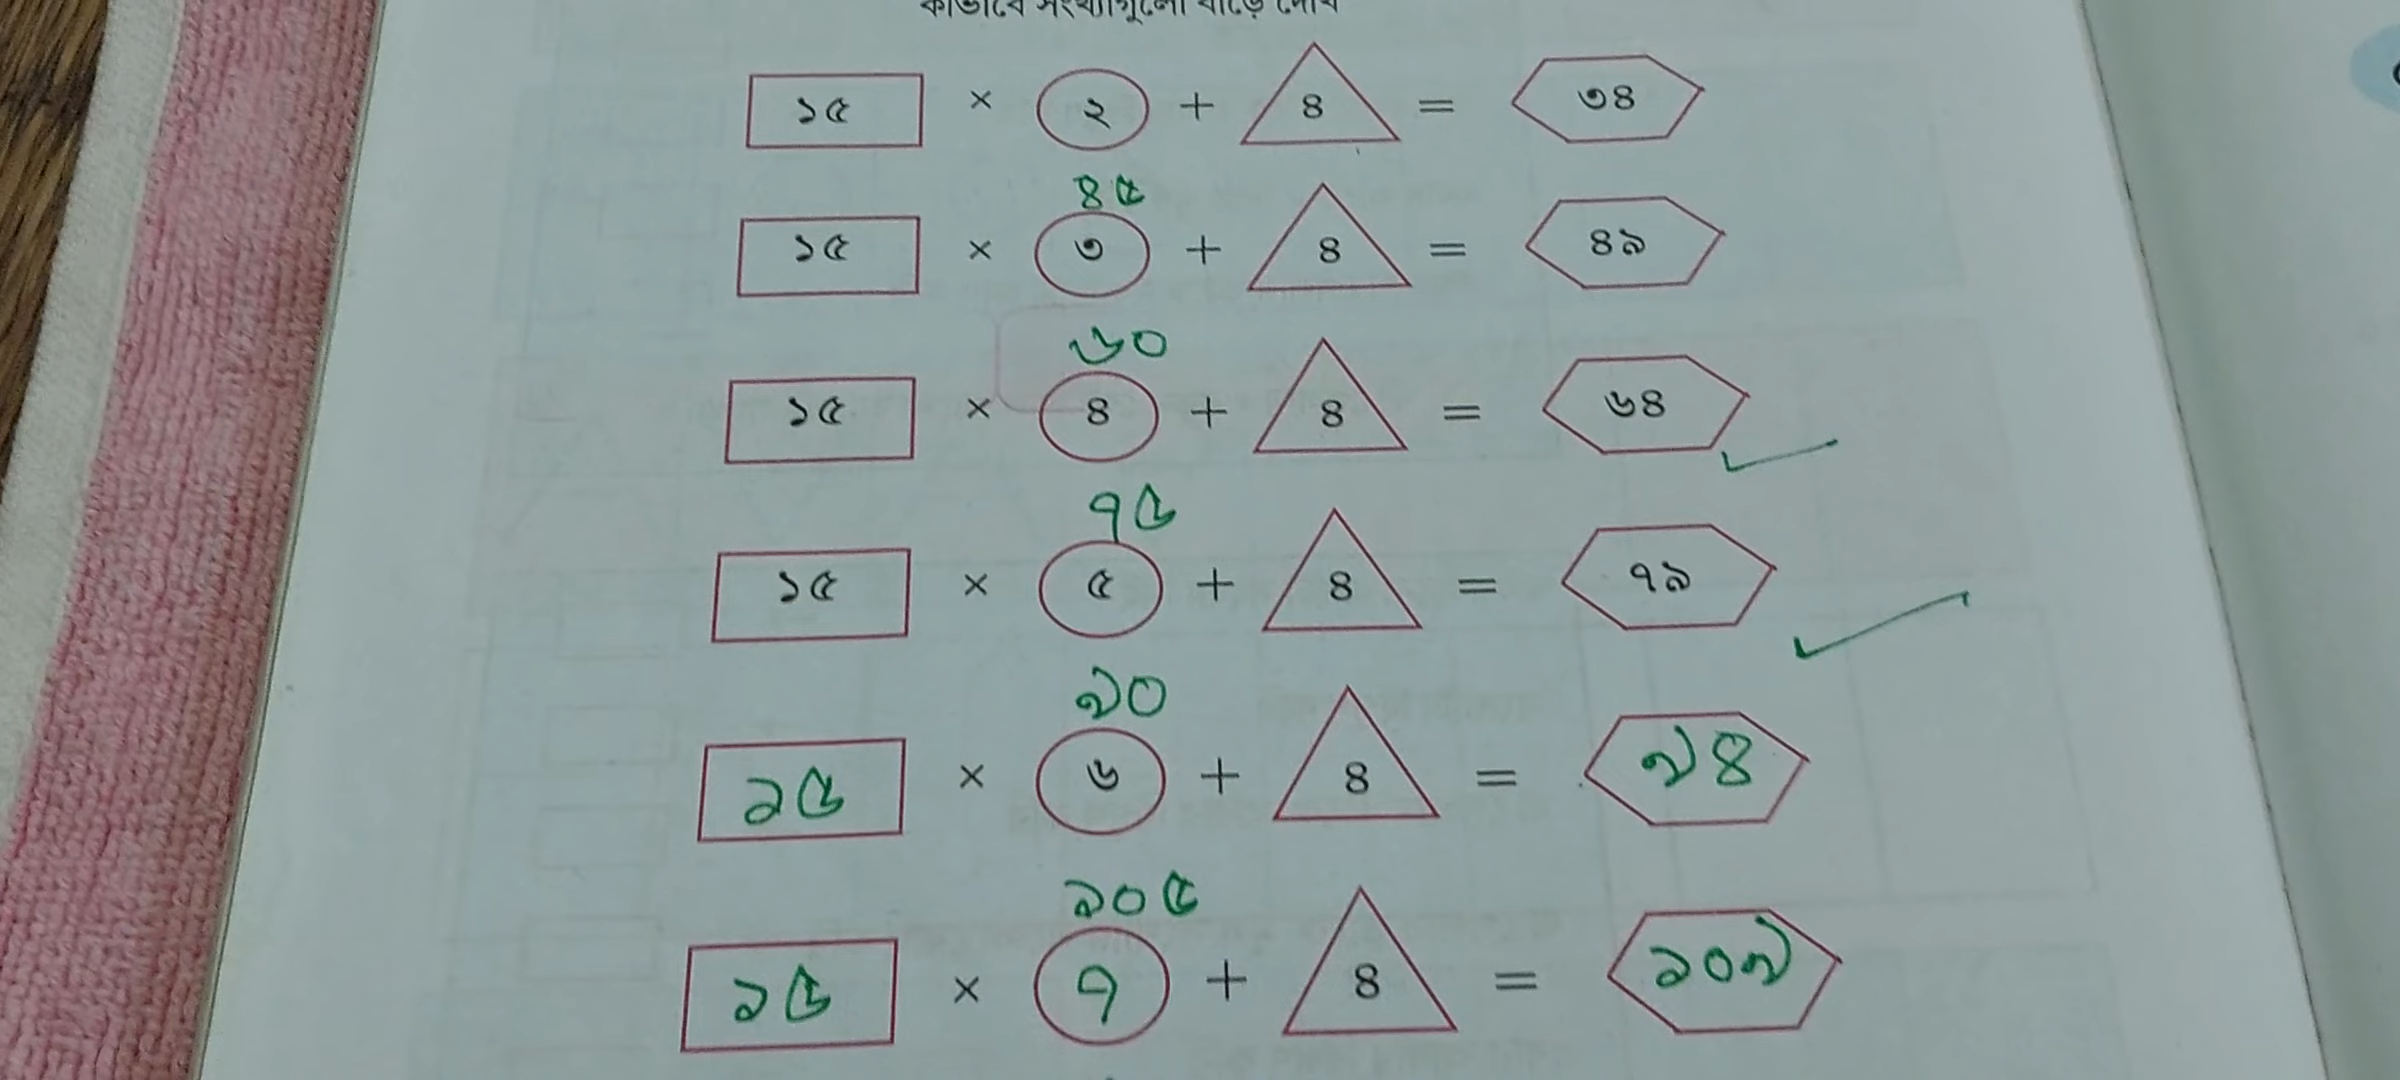 কীভাবে সংখ্যাগুলো বাড়ে দেখি
১৫ × ২ + ৪ = ৩৪
৪৫
১৫ × ৩ + ৪ = ৪৯
৬০
১৫ × ৪ + ৪ = ৬৪
৭৫
১৫ × ৫ + ৪ = ৭৯
৯০
১৫ × ৬ + ৪ = ৯৪
১০৫
১৫ × ৭ + ৪ = ১০৯